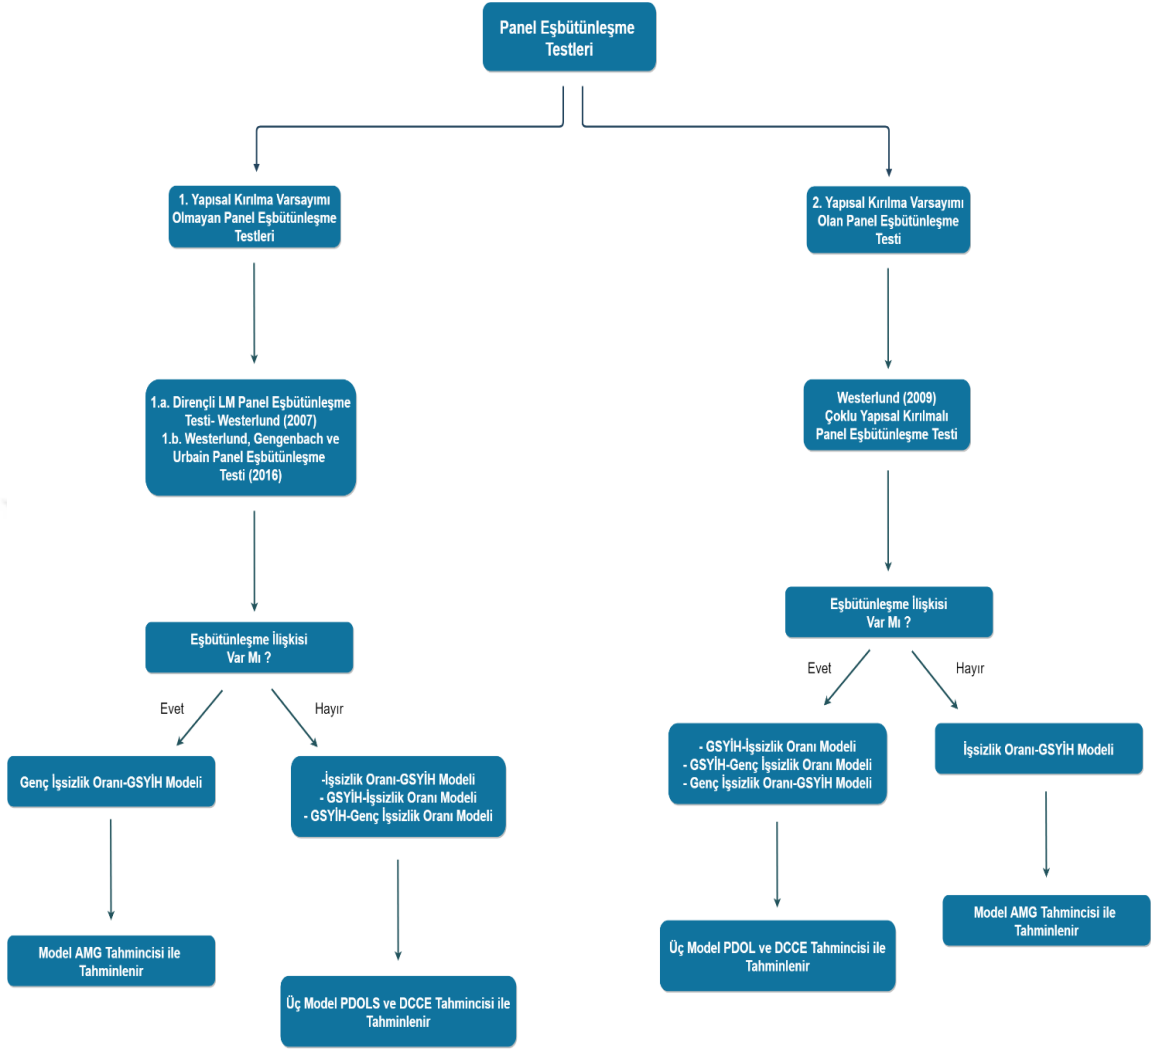 Panel Eşbütünleşme
Testleri
1. Yapısal Kırılma Varsayımı
Olmayan Panel Eşbütünleşme
Testleri
2. Yapısal Kırılma Varsayımı
Olan Panel Eşbütünleşme
Testi
1.a. Dirençli LM Panel Eşbütünleşme
Testi- Westerlund (2007)
1.b. Westerlund, Gengenbach ve
Urbain Panel Eşbütünleşme
Testi (2016)
Westerlund (2009)
Çoklu Yapısal Kırılmalı
Panel Eşbütünleşme Testi
Eşbütünleşme İlişkisi
Var Mı ?
Eşbütünleşme İlişkisi
Var Mı ?
Evet
Hayır
Evet
Hayır
Genç İşsizlik Oranı-GSYİH Modeli
-İşsizlik Oranı-GSYİH Modeli
- GSYİH-İşsizlik Oranı Modeli
- GSYİH-Genç İşsizlik Oranı Modeli
- GSYİH-İşsizlik Oranı Modeli
- GSYİH-Genç İşsizlik Oranı Modeli
- Genç İşsizlik Oranı-GSYİH Modeli
İşsizlik Oranı-GSYİH Modeli
Model AMG Tahmincisi ile
Tahminlenir
Üç Model PDOLS ve DCCE Tahmincisi ile
Tahminlenir
Üç Model PDOL ve DCCE Tahmincisi ile
Tahminlenir
Model AMG Tahmincisi ile
Tahminlenir